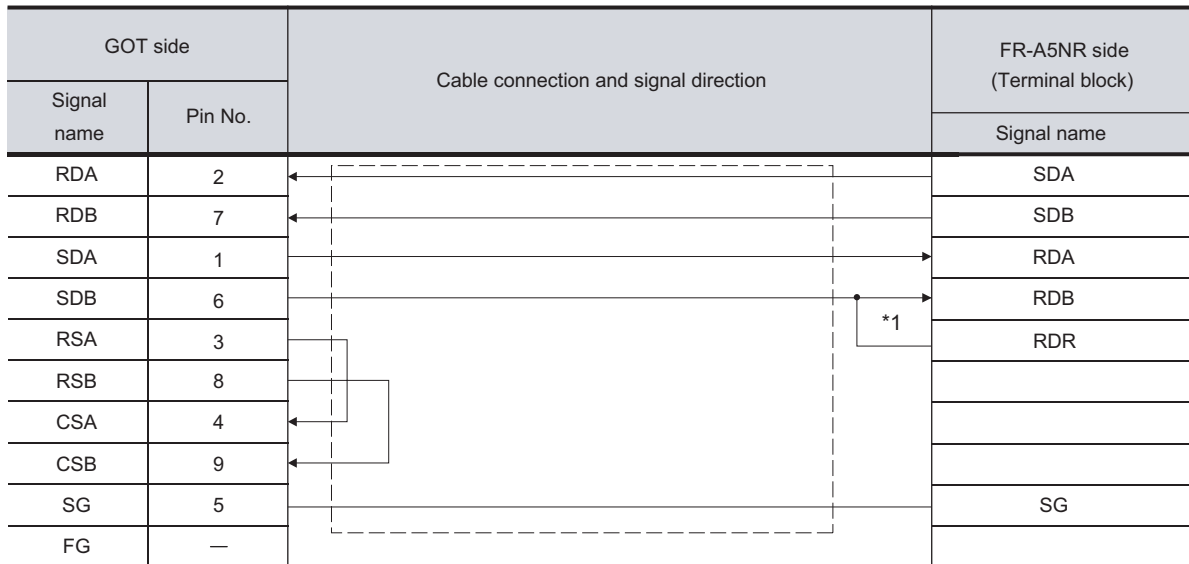 GOT side
Cable connection and signal direction
FR-A5NR side
(Terminal block)
Signal
name
Pin No.
Signal name
RDA 2 SDA
RDB 7 SDB
SDA 1 RDA
SDB 6 RDB
*1
RSA 3 RDR
RSB 8
CSA 4
CSB 9
SG 5 SG
FG —